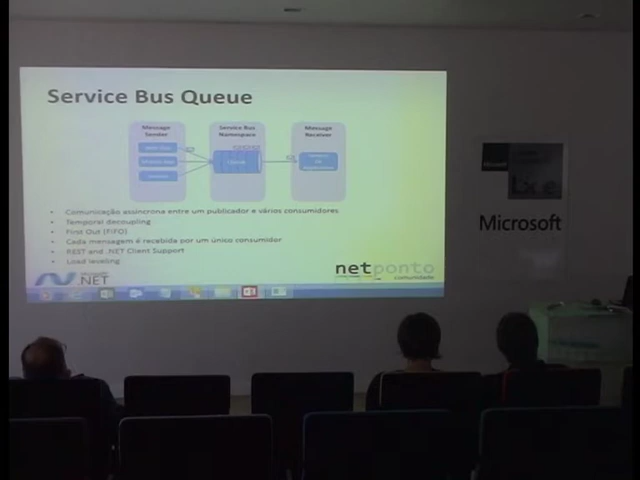 Service Bus Queue
Message
Sender
Service Bus
Namespace
Message
Receiver
Queue
• Comunicação assíncrona entre um publicador e vários consumidores
• Temporal decoupling
• First Out (FIFO)
• Cada mensagem é recebida por um único consumidor
• REST and .NET Client Support
• Load leveling
Microsoft
.NET
netponto
comunidade
Microsoft